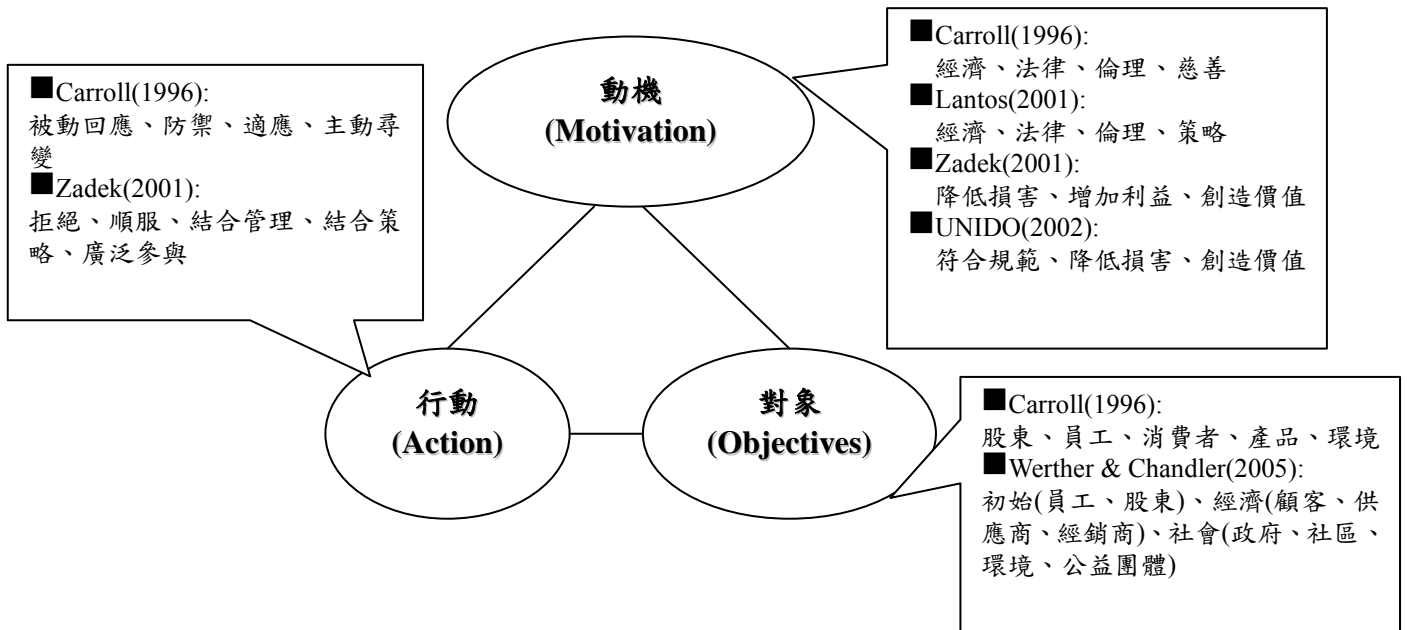 動機
(Motivation)
■Carroll(1996):
經濟、法律、倫理、慈善
■Lantos(2001):
經濟、法律、倫理、策略
■Zadek(2001):
降低損害、增加利益、創造價值
■UNIDO(2002):
符合規範、降低損害、創造價值
■Carroll(1996):
被動回應、防禦、適應、主動尋
變
■Zadek(2001):
拒絕、順服、結合管理、結合策
略、廣泛參與
行動
(Action)
對象
(Objectives)
■Carroll(1996):
股東、員工、消費者、產品、環境
■Werther & Chandler(2005):
初始(員工、股東)、經濟(顧客、供
應商、經銷商)、社會(政府、社區、
環境、公益團體)